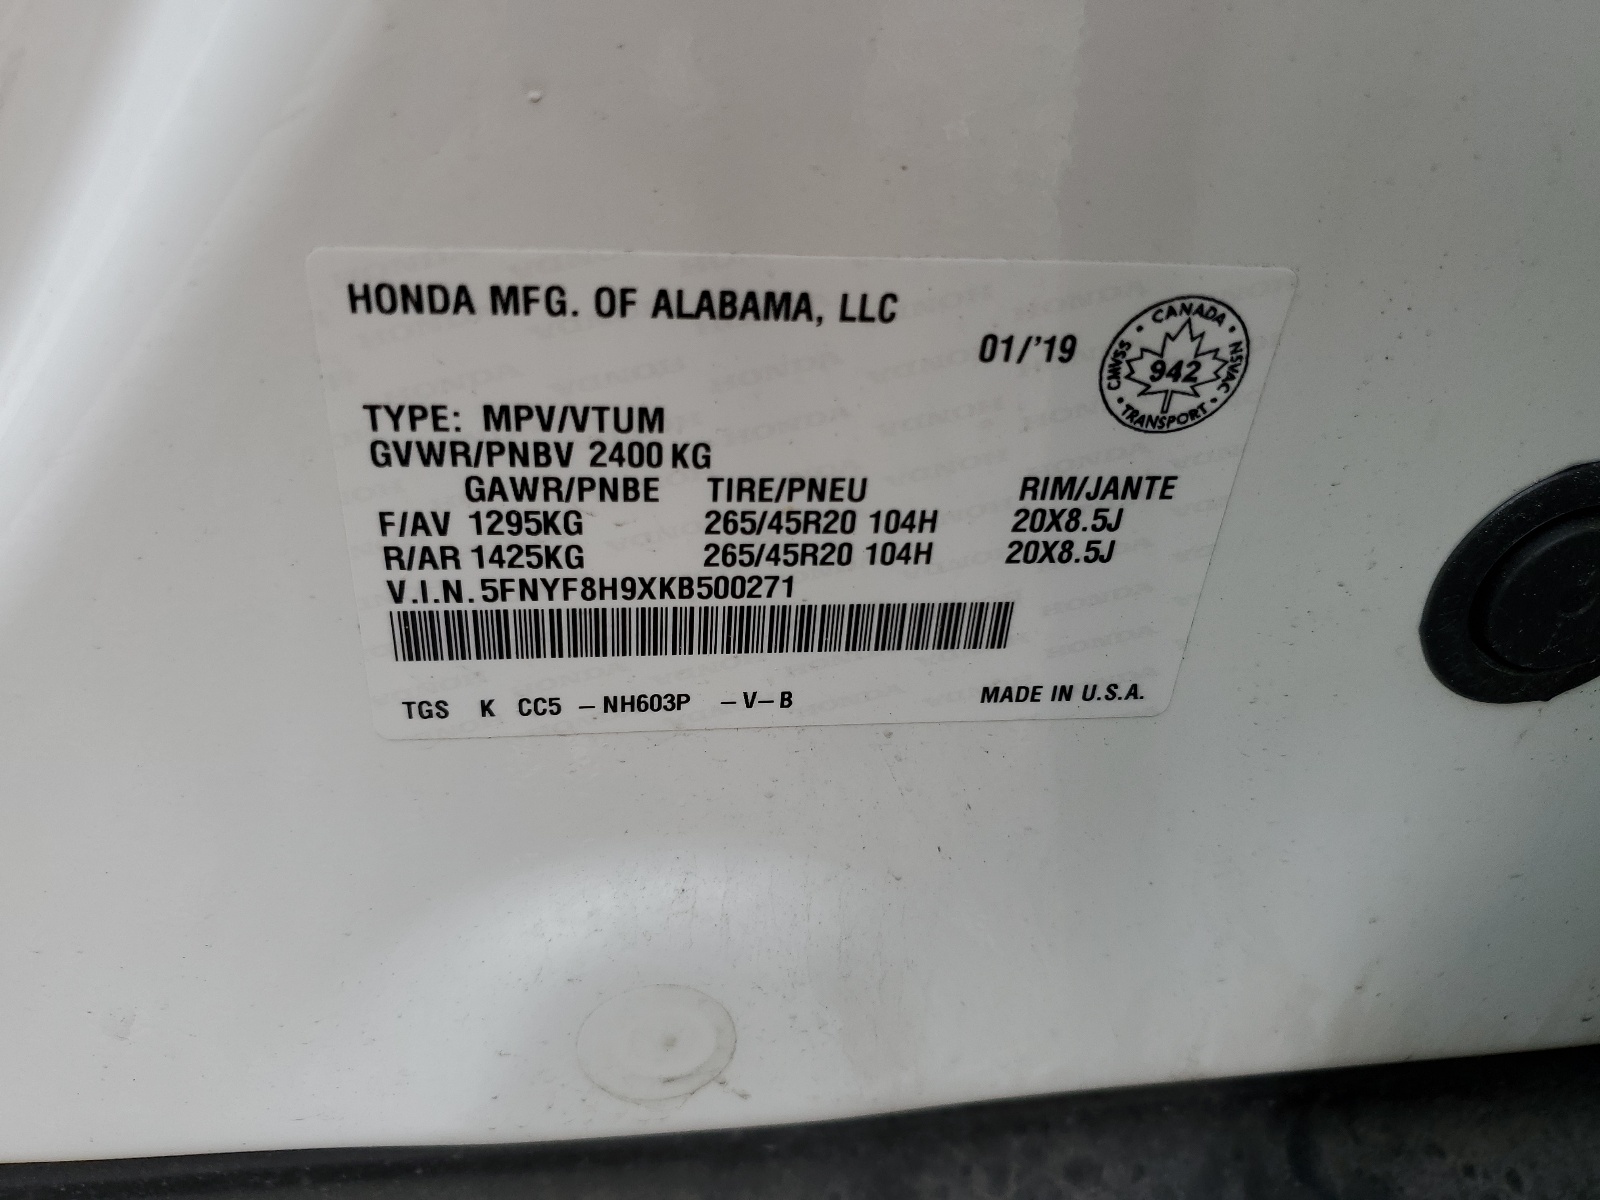 HONDA MFG. OF ALABAMA, LLC
01/'19
CANADA
CMVSS 942 NSVAC
TRANSPORT
TYPE: MPV/VTUM
GVWR/PNBV 2400 KG
GAWR/PNBE TIRE/PNEU RIM/JANTE
F/AV 1295KG 265/45R20 104H 20X8.5J
R/AR 1425KG 265/45R20 104H 20X8.5J
V.I.N. 5FNYF8H9XKB500271
TGS K CC5 – NH603P – V – B MADE IN U.S.A.